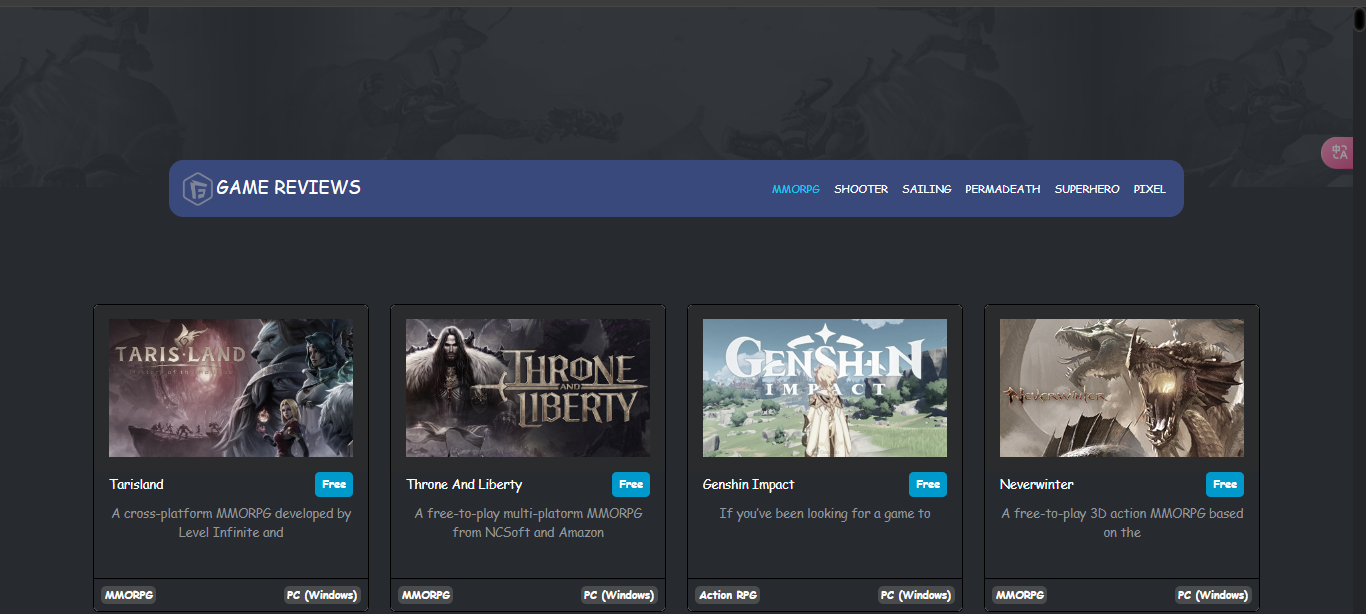 GAME REVIEWS
MMORPG SHOOTER SAILING PERMADEATH SUPERHERO PIXEL
TARISLAND
THRONE
AND
LIBERTY
GENSHIN
IMPACT
NEVERWINTER
Tarisland
Free
A cross-platform MMORPG developed by
Level Infinite and
MMORPG
PC (Windows)
Throne And Liberty
Free
A free-to-play multi-platorm MMORPG
from NCSoft and Amazon
MMORPG
PC (Windows)
Genshin Impact
Free
If you've been looking for a game to
Action RPG
PC (Windows)
Neverwinter
Free
A free-to-play 3D action MMORPG based
on the
MMORPG
PC (Windows)